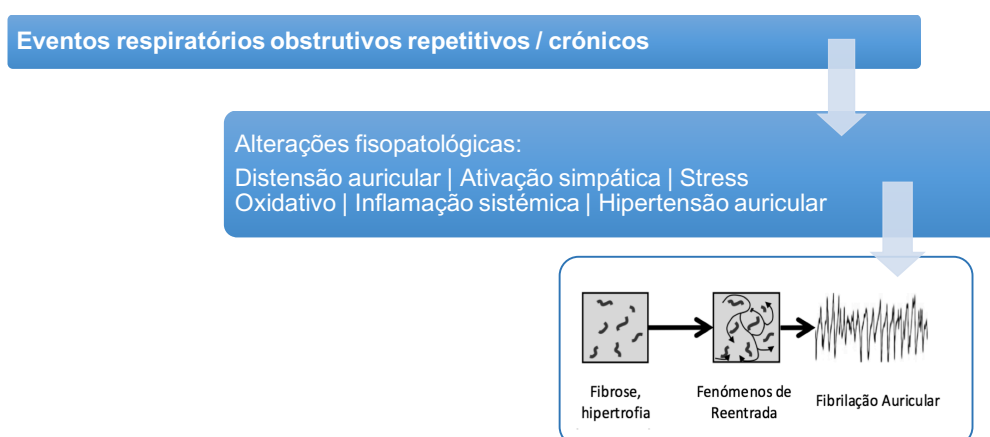 Eventos respiratórios obstrutivos repetitivos / crónicos
Alterações fisopatológicas:
Distensão auricular | Ativação simpática | Stress
Oxidativo | Inflamação sistémica | Hipertensão auricular
Fibrose,
hipertrofia
Fenómenos de
Reentrada
Fibrilação Auricular